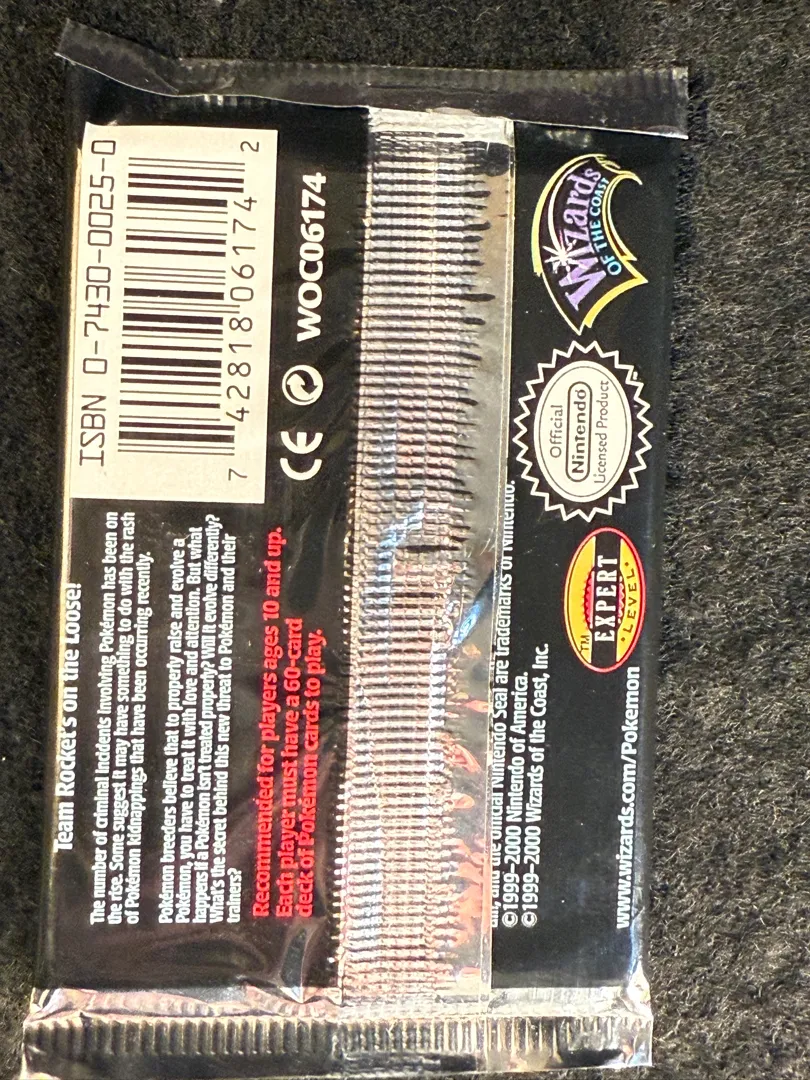 Team Rocket's on the Loose!
The number of criminal incidents involving Pokémon has been on
the rise. Some suggest it may have something to do with the rash
of Pokémon kidnappings that have been occurring recently.
Pokémon breeders believe that to properly raise and evolve a
Pokémon, you have to treat it with love and attention. But what
happens if a Pokémon isn't treated properly? Will it evolve differently?
What's the secret behind this new threat to Pokémon and their
trainers?
Recommended for players ages 10 and up.
Each player must have a 60-card
deck of Pokémon cards to play.
ISBN 0-7430-0025-0
7 42818 06174 2
CE WOC06174
and the official Nintendo Seal are trademarks of Nintendo.
©1999-2000 Nintendo of America.
©1999-2000 Wizards of the Coast, Inc.
www.wizards.com/Pokemon
TM
EXPERT
LEVEL
Official
Nintendo
Licensed Product
Wizards
OF THE COAST